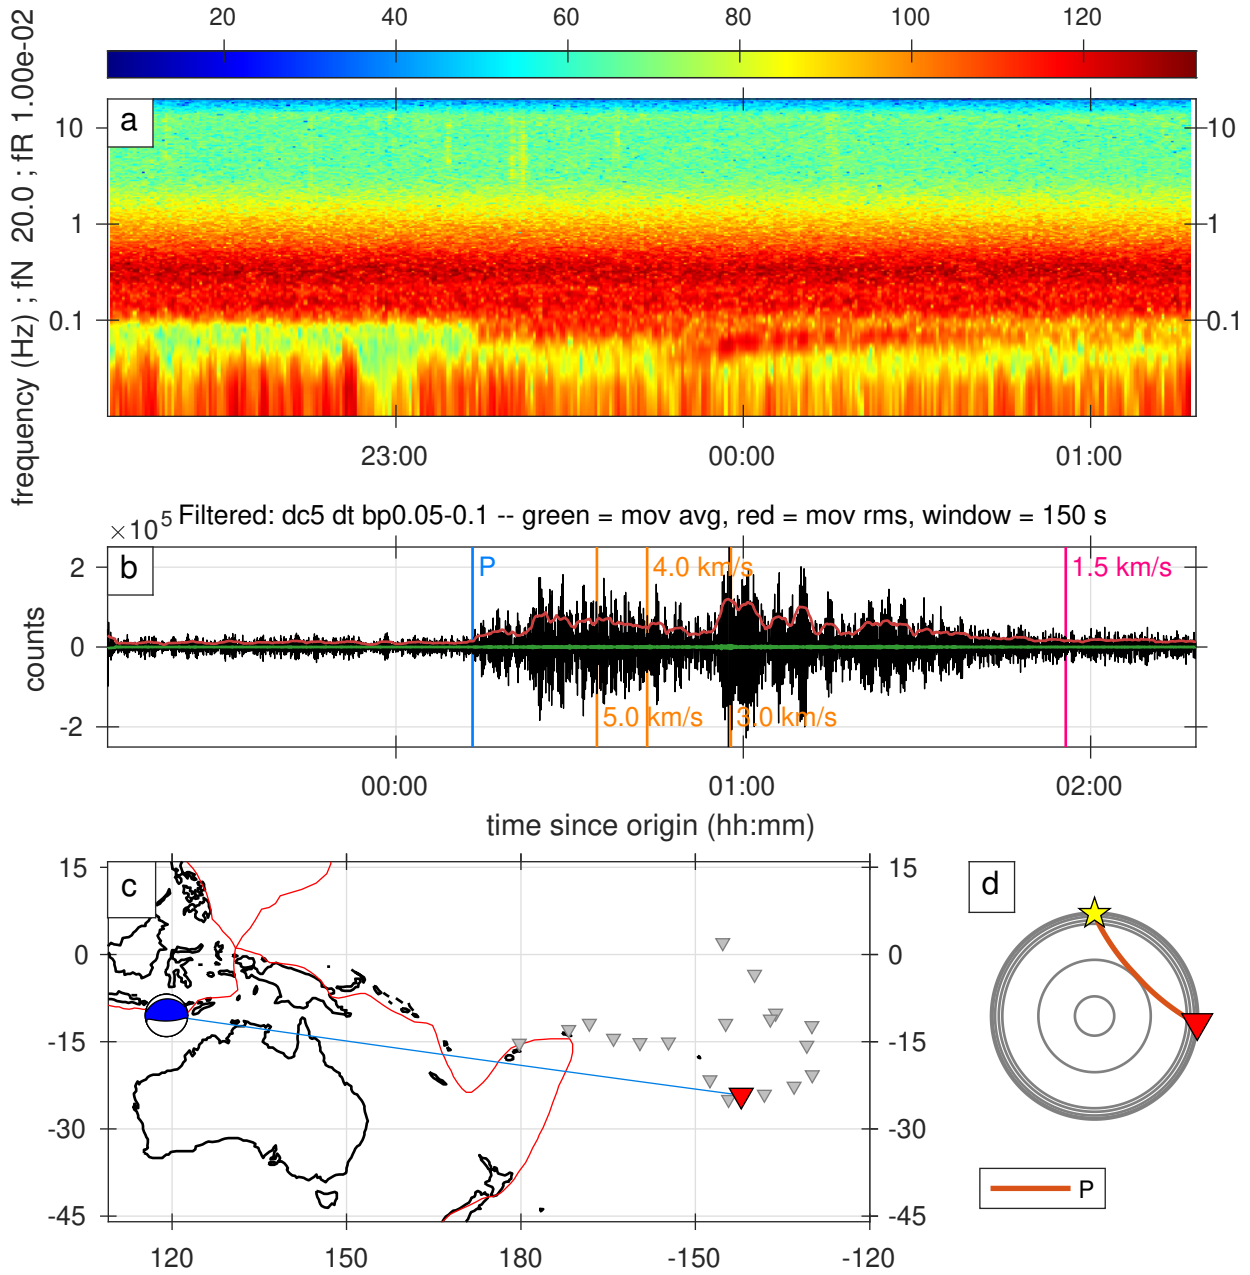 20 40 60 80 100 120
frequency (Hz) ; fN 20.0 ; fR 1.00e-02
a
10 10
1 1
0.1 0.1
23:00 00:00 01:00
×10^5 Filtered: dc5 dt bp0.05-0.1 -- green = mov avg, red = mov rms, window = 150 s
b
counts
2
0
-2
P 4.0 km/s 1.5 km/s
5.0 km/s 3.0 km/s
00:00 01:00 02:00
time since origin (hh:mm)
c
15 15
0 0
-15 -15
-30 -30
-45 -45
120 150 180 -150 -120
d
P